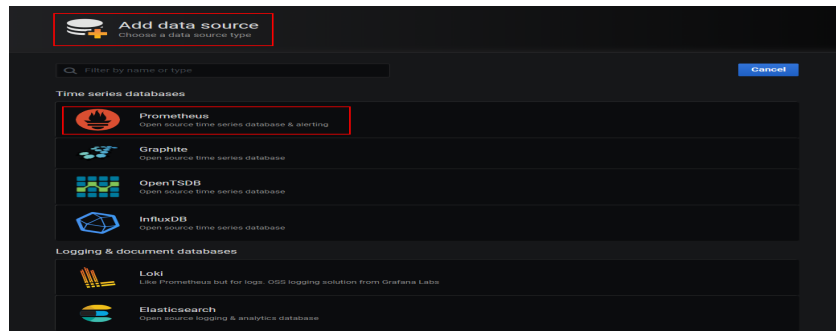 Add data source
Choose a data source type
Filter by name or type
Cancel
Time series databases
Prometheus
Open source time series database & alerting
Graphite
Open source time series database
OpenTSDB
Open source time series database
InfluxDB
Open source time series database
Logging & document databases
Loki
Like Prometheus but for logs. OSS logging solution from Grafana Labs
Elasticsearch
Open source logging & analytics database